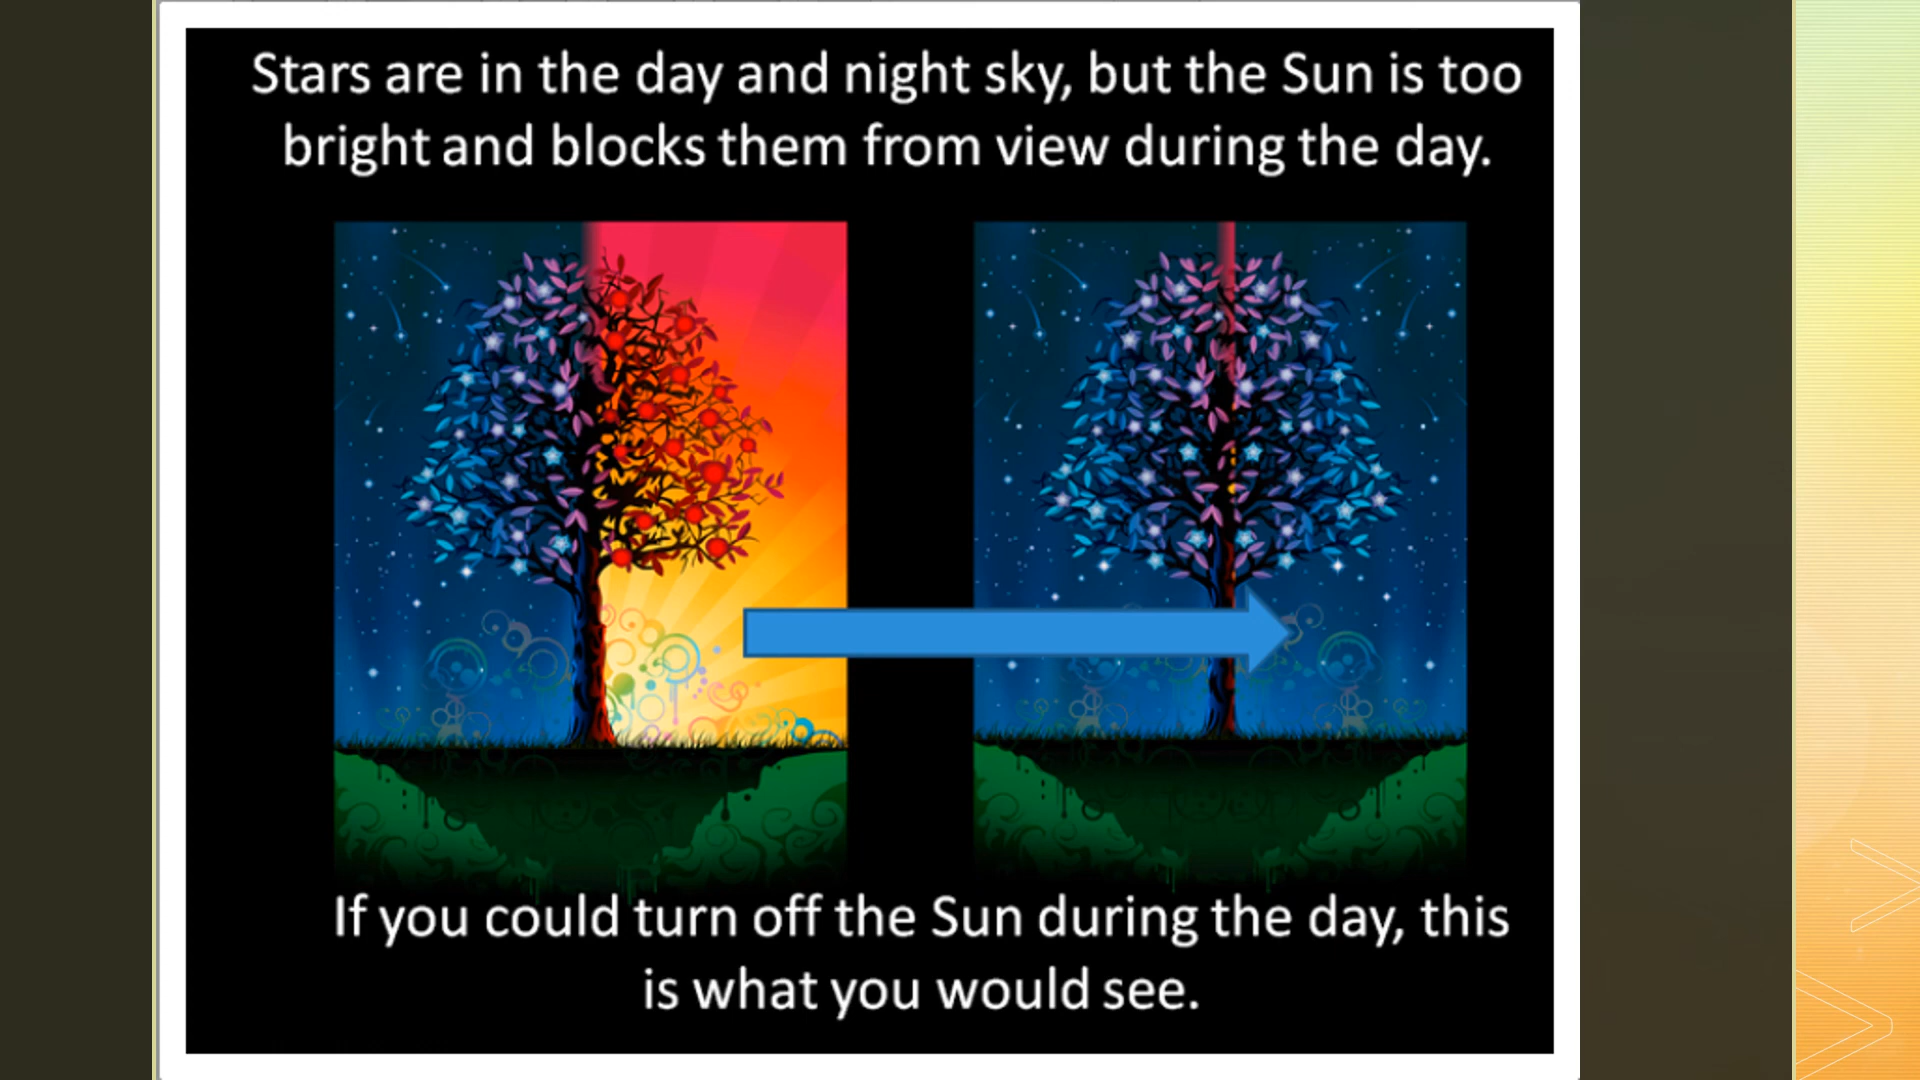 Stars are in the day and night sky, but the Sun is too
bright and blocks them from view during the day.
If you could turn off the Sun during the day, this
is what you would see.